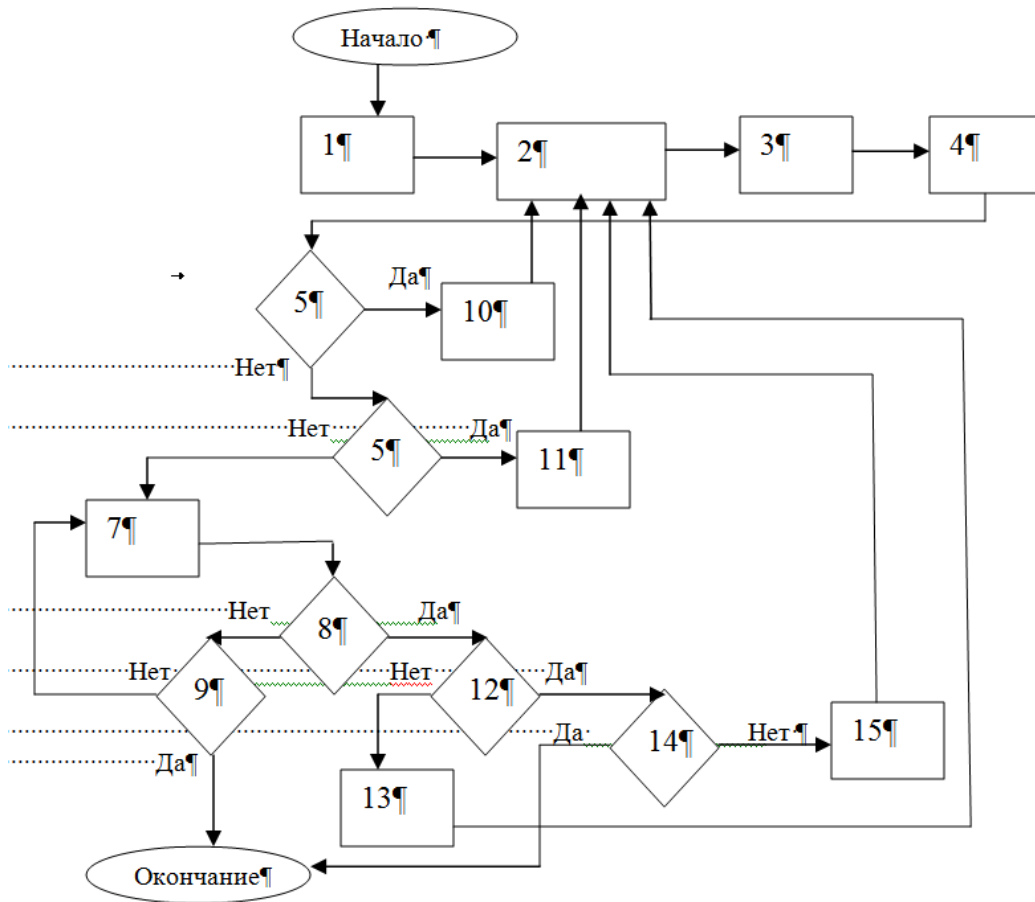 Начало ¶
1¶
2¶
3¶
4¶
5¶
Да¶
10¶
Нет¶
Нет
Да¶
5¶
11¶
7¶
Нет
Да¶
8¶
Нет
Нет
Да¶
9¶
12¶
Да
14¶
Нет ¶
15¶
Да¶
13¶
Окончание¶